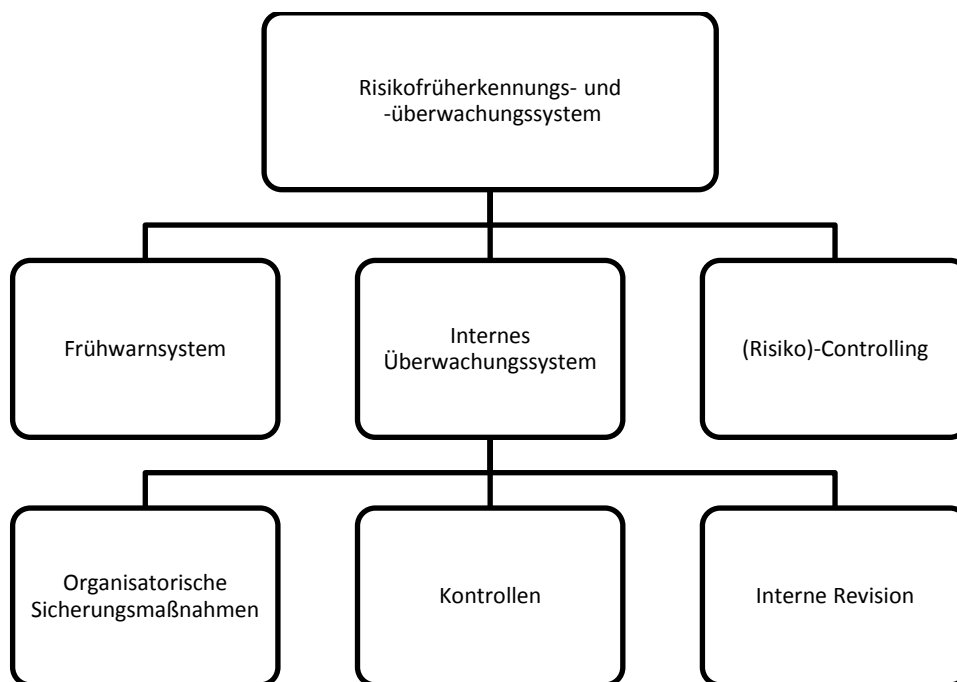 Risikofrüherkennungs- und
-überwachungssystem
Frühwarnsystem
Internes
Überwachungssystem
(Risiko)-Controlling
Organisatorische
Sicherungsmaßnahmen
Kontrollen
Interne Revision